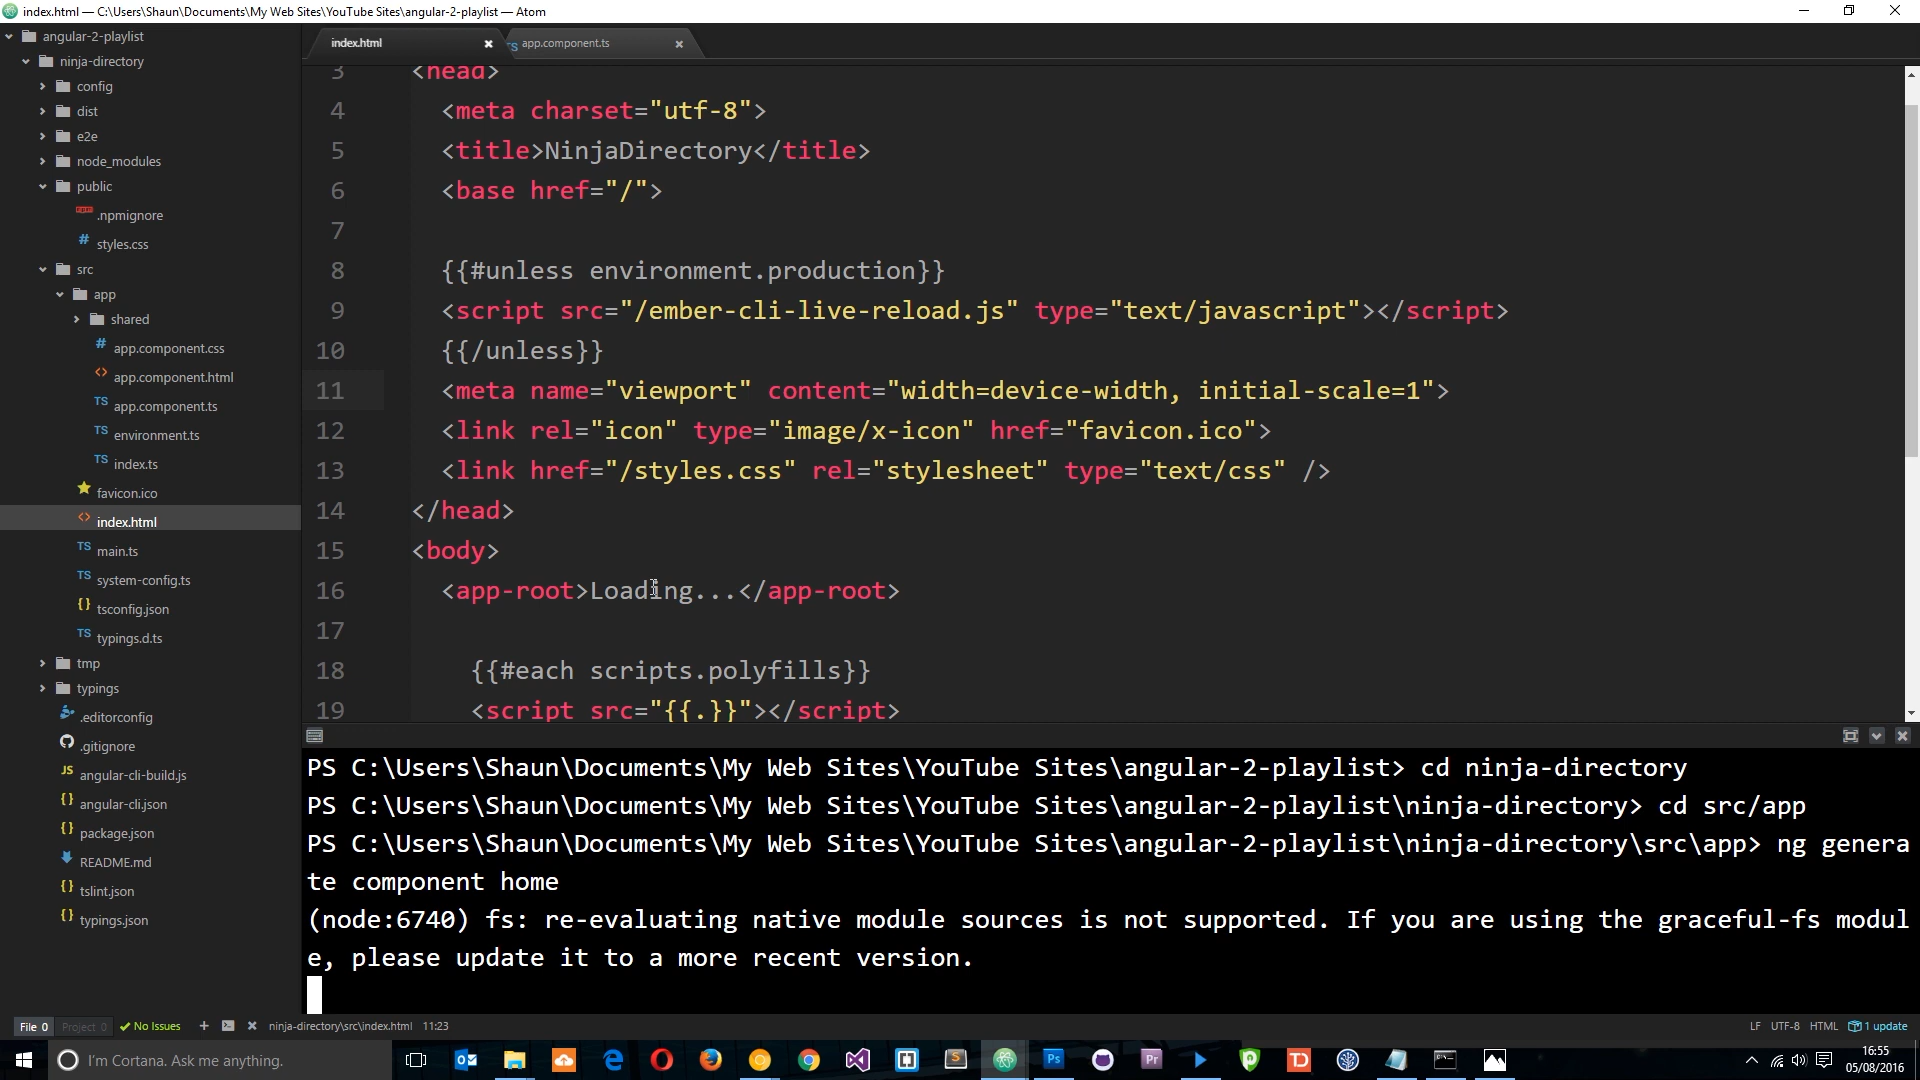 index.html — C:\Users\Shaun\Documents\My Web Sites\YouTube Sites\angular-2-playlist — Atom
angular-2-playlist
ninja-directory
config
dist
e2e
node_modules
public
.npmignore
styles.css
src
app
shared
app.component.css
app.component.html
app.component.ts
environment.ts
index.ts
favicon.ico
index.html
main.ts
system-config.ts
tsconfig.json
typings.d.ts
tmp
typings
.editorconfig
.gitignore
angular-cli-build.js
angular-cli.json
package.json
README.md
tslint.json
typings.json
index.html
app.component.ts
3 <head>
4 <meta charset="utf-8">
5 <title>NinjaDirectory</title>
6 <base href="/">
7
8 {{#unless environment.production}}
9 <script src="/ember-cli-live-reload.js" type="text/javascript"></script>
10 {{/unless}}
11 <meta name="viewport" content="width=device-width, initial-scale=1">
12 <link rel="icon" type="image/x-icon" href="favicon.ico">
13 <link href="/styles.css" rel="stylesheet" type="text/css" />
14 </head>
15 <body>
16 <app-root>Loading...</app-root>
17
18 {{#each scripts.polyfills}}
19 <script src="{{.}}"></script>
PS C:\Users\Shaun\Documents\My Web Sites\YouTube Sites\angular-2-playlist> cd ninja-directory
PS C:\Users\Shaun\Documents\My Web Sites\YouTube Sites\angular-2-playlist\ninja-directory> cd src/app
PS C:\Users\Shaun\Documents\My Web Sites\YouTube Sites\angular-2-playlist\ninja-directory\src\app> ng genera
te component home
(node:6740) fs: re-evaluating native module sources is not supported. If you are using the graceful-fs modul
e, please update it to a more recent version.
File 0 Project 0 No Issues ninja-directory\src\index.html 11:23 LF UTF-8 HTML 1 update
I'm Cortana. Ask me anything.
16:55
05/08/2016